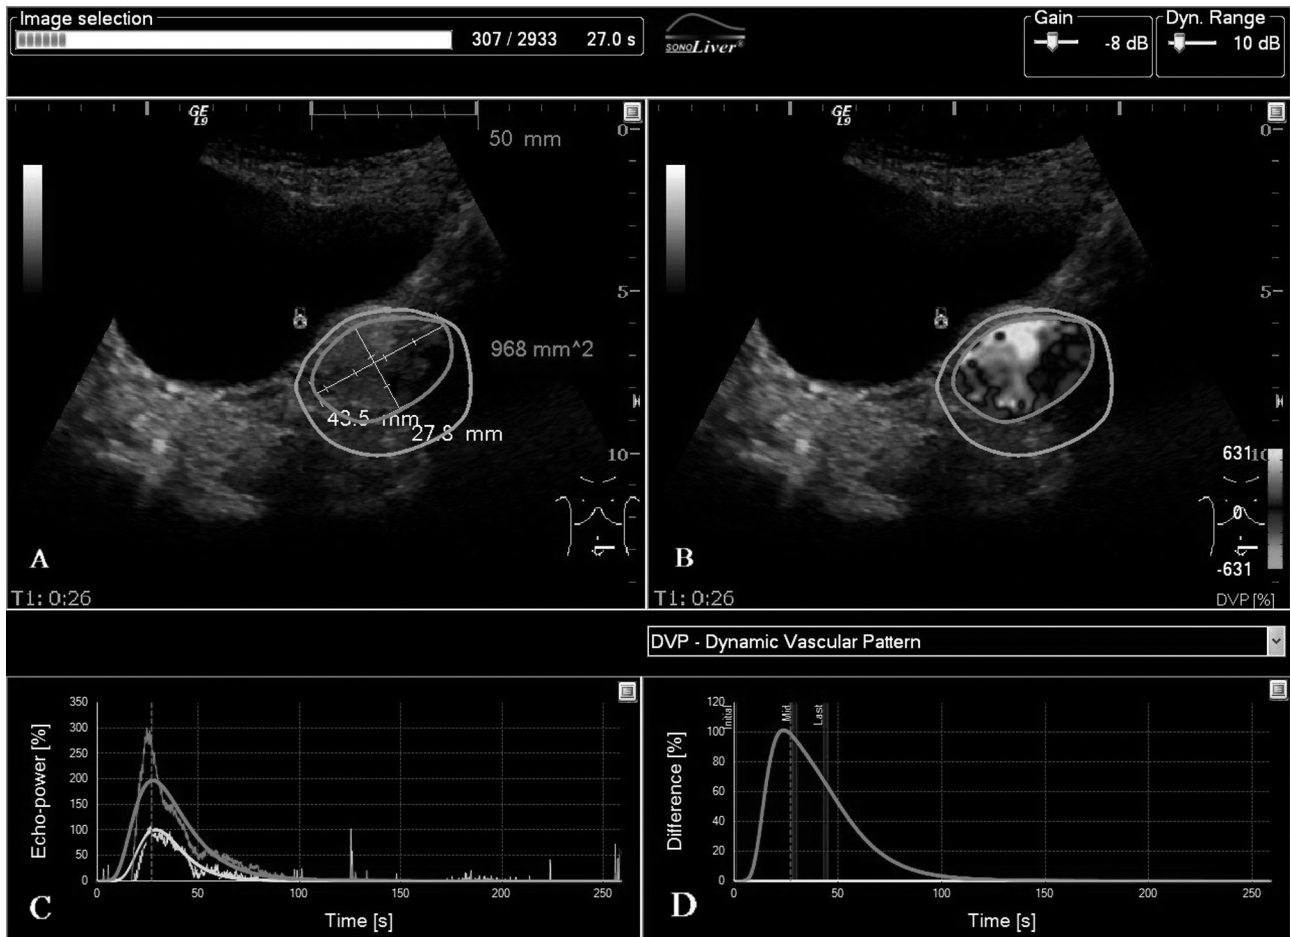 Image selection
307 / 2933 27.0 s
SONOLiver®
Gain
-8 dB
Dyn. Range
10 dB
GE
L9
50 mm
0
5
968 mm^2
43.5 mm
27.8 mm
10
A
T1: 0:26
GE
L9
0
5
10
631
0
-631
B
T1: 0:26
DVP [%]
DVP - Dynamic Vascular Pattern
350
300
250
200
150
100
50
0
Echo-power [%]
0 50 100 150 200 250
Time [s]
C
120
100
80
60
40
20
0
Difference [%]
Initial
Mid
Last
0 50 100 150 200 250
Time [s]
D